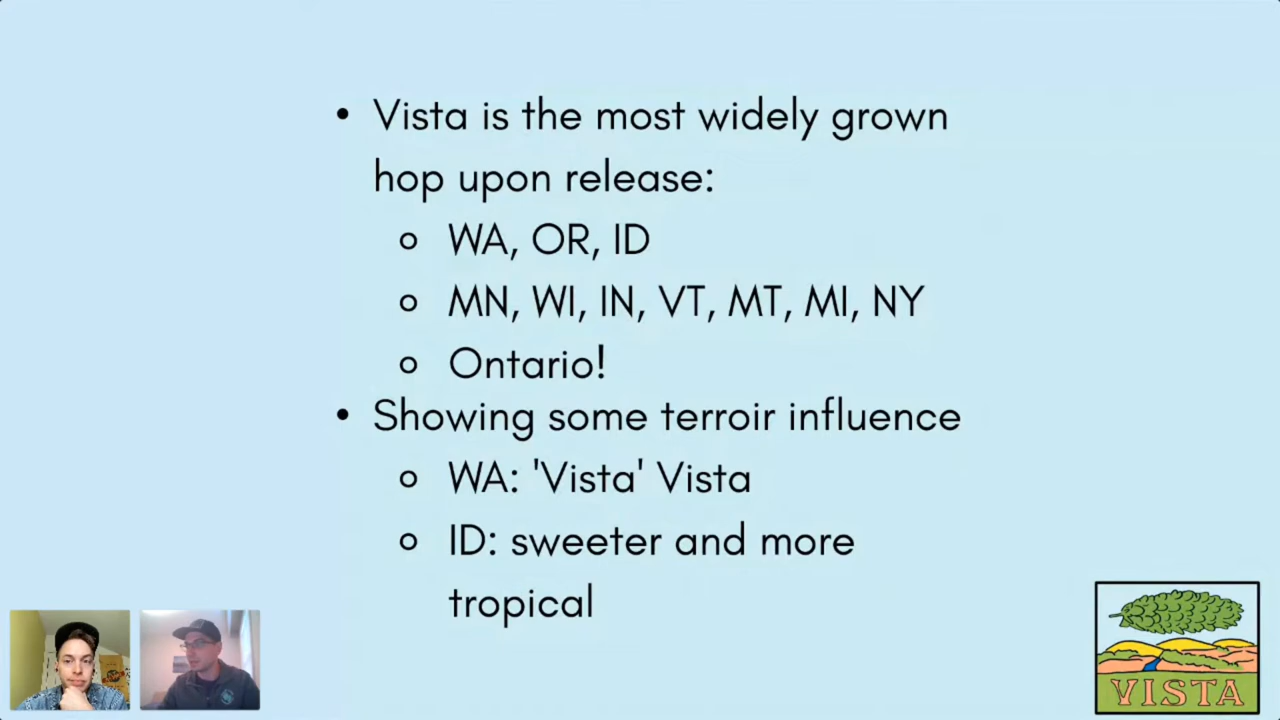 • Vista is the most widely grown
hop upon release:
○ WA, OR, ID
○ MN, WI, IN, VT, MT, MI, NY
○ Ontario!
• Showing some terroir influence
○ WA: 'Vista' Vista
○ ID: sweeter and more
tropical
VISTA